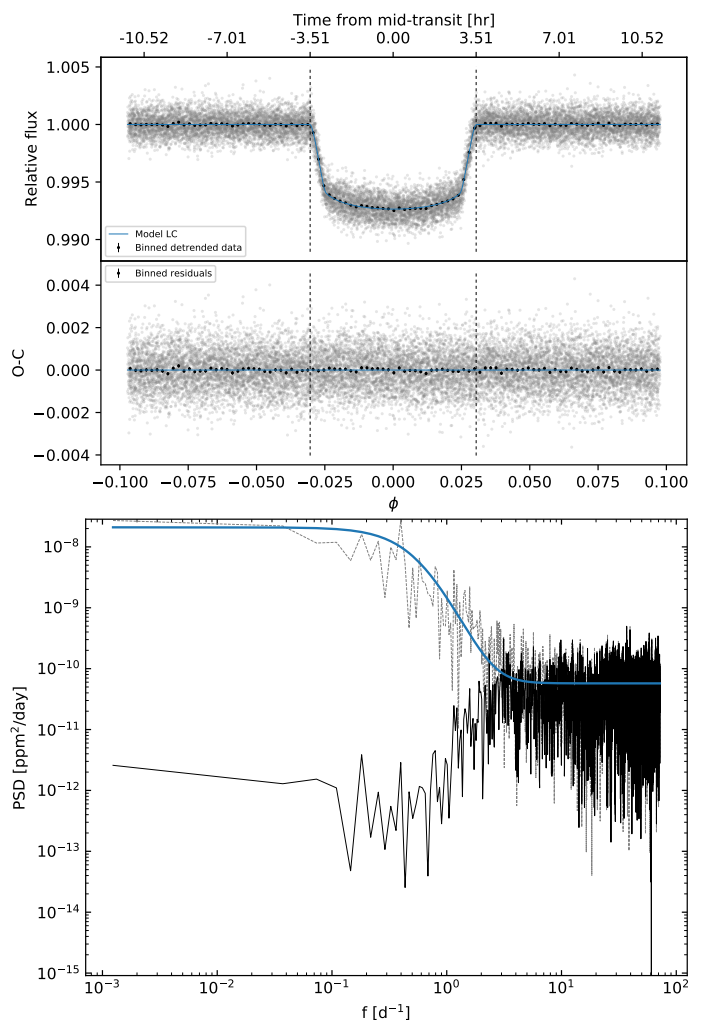 Time from mid-transit [hr]
-10.52 -7.01 -3.51 0.00 3.51 7.01 10.52
1.005
1.000
0.995
0.990
Relative flux
Model LC
Binned detrended data
Binned residuals
0.004
0.002
0.000
−0.002
−0.004
O-C
−0.100 −0.075 −0.050 −0.025 0.000 0.025 0.050 0.075 0.100
ϕ
10⁻⁸
10⁻⁹
10⁻¹⁰
10⁻¹¹
10⁻¹²
10⁻¹³
10⁻¹⁴
10⁻¹⁵
PSD [ppm²/day]
10⁻³ 10⁻² 10⁻¹ 10⁰ 10¹ 10²
f [d⁻¹]